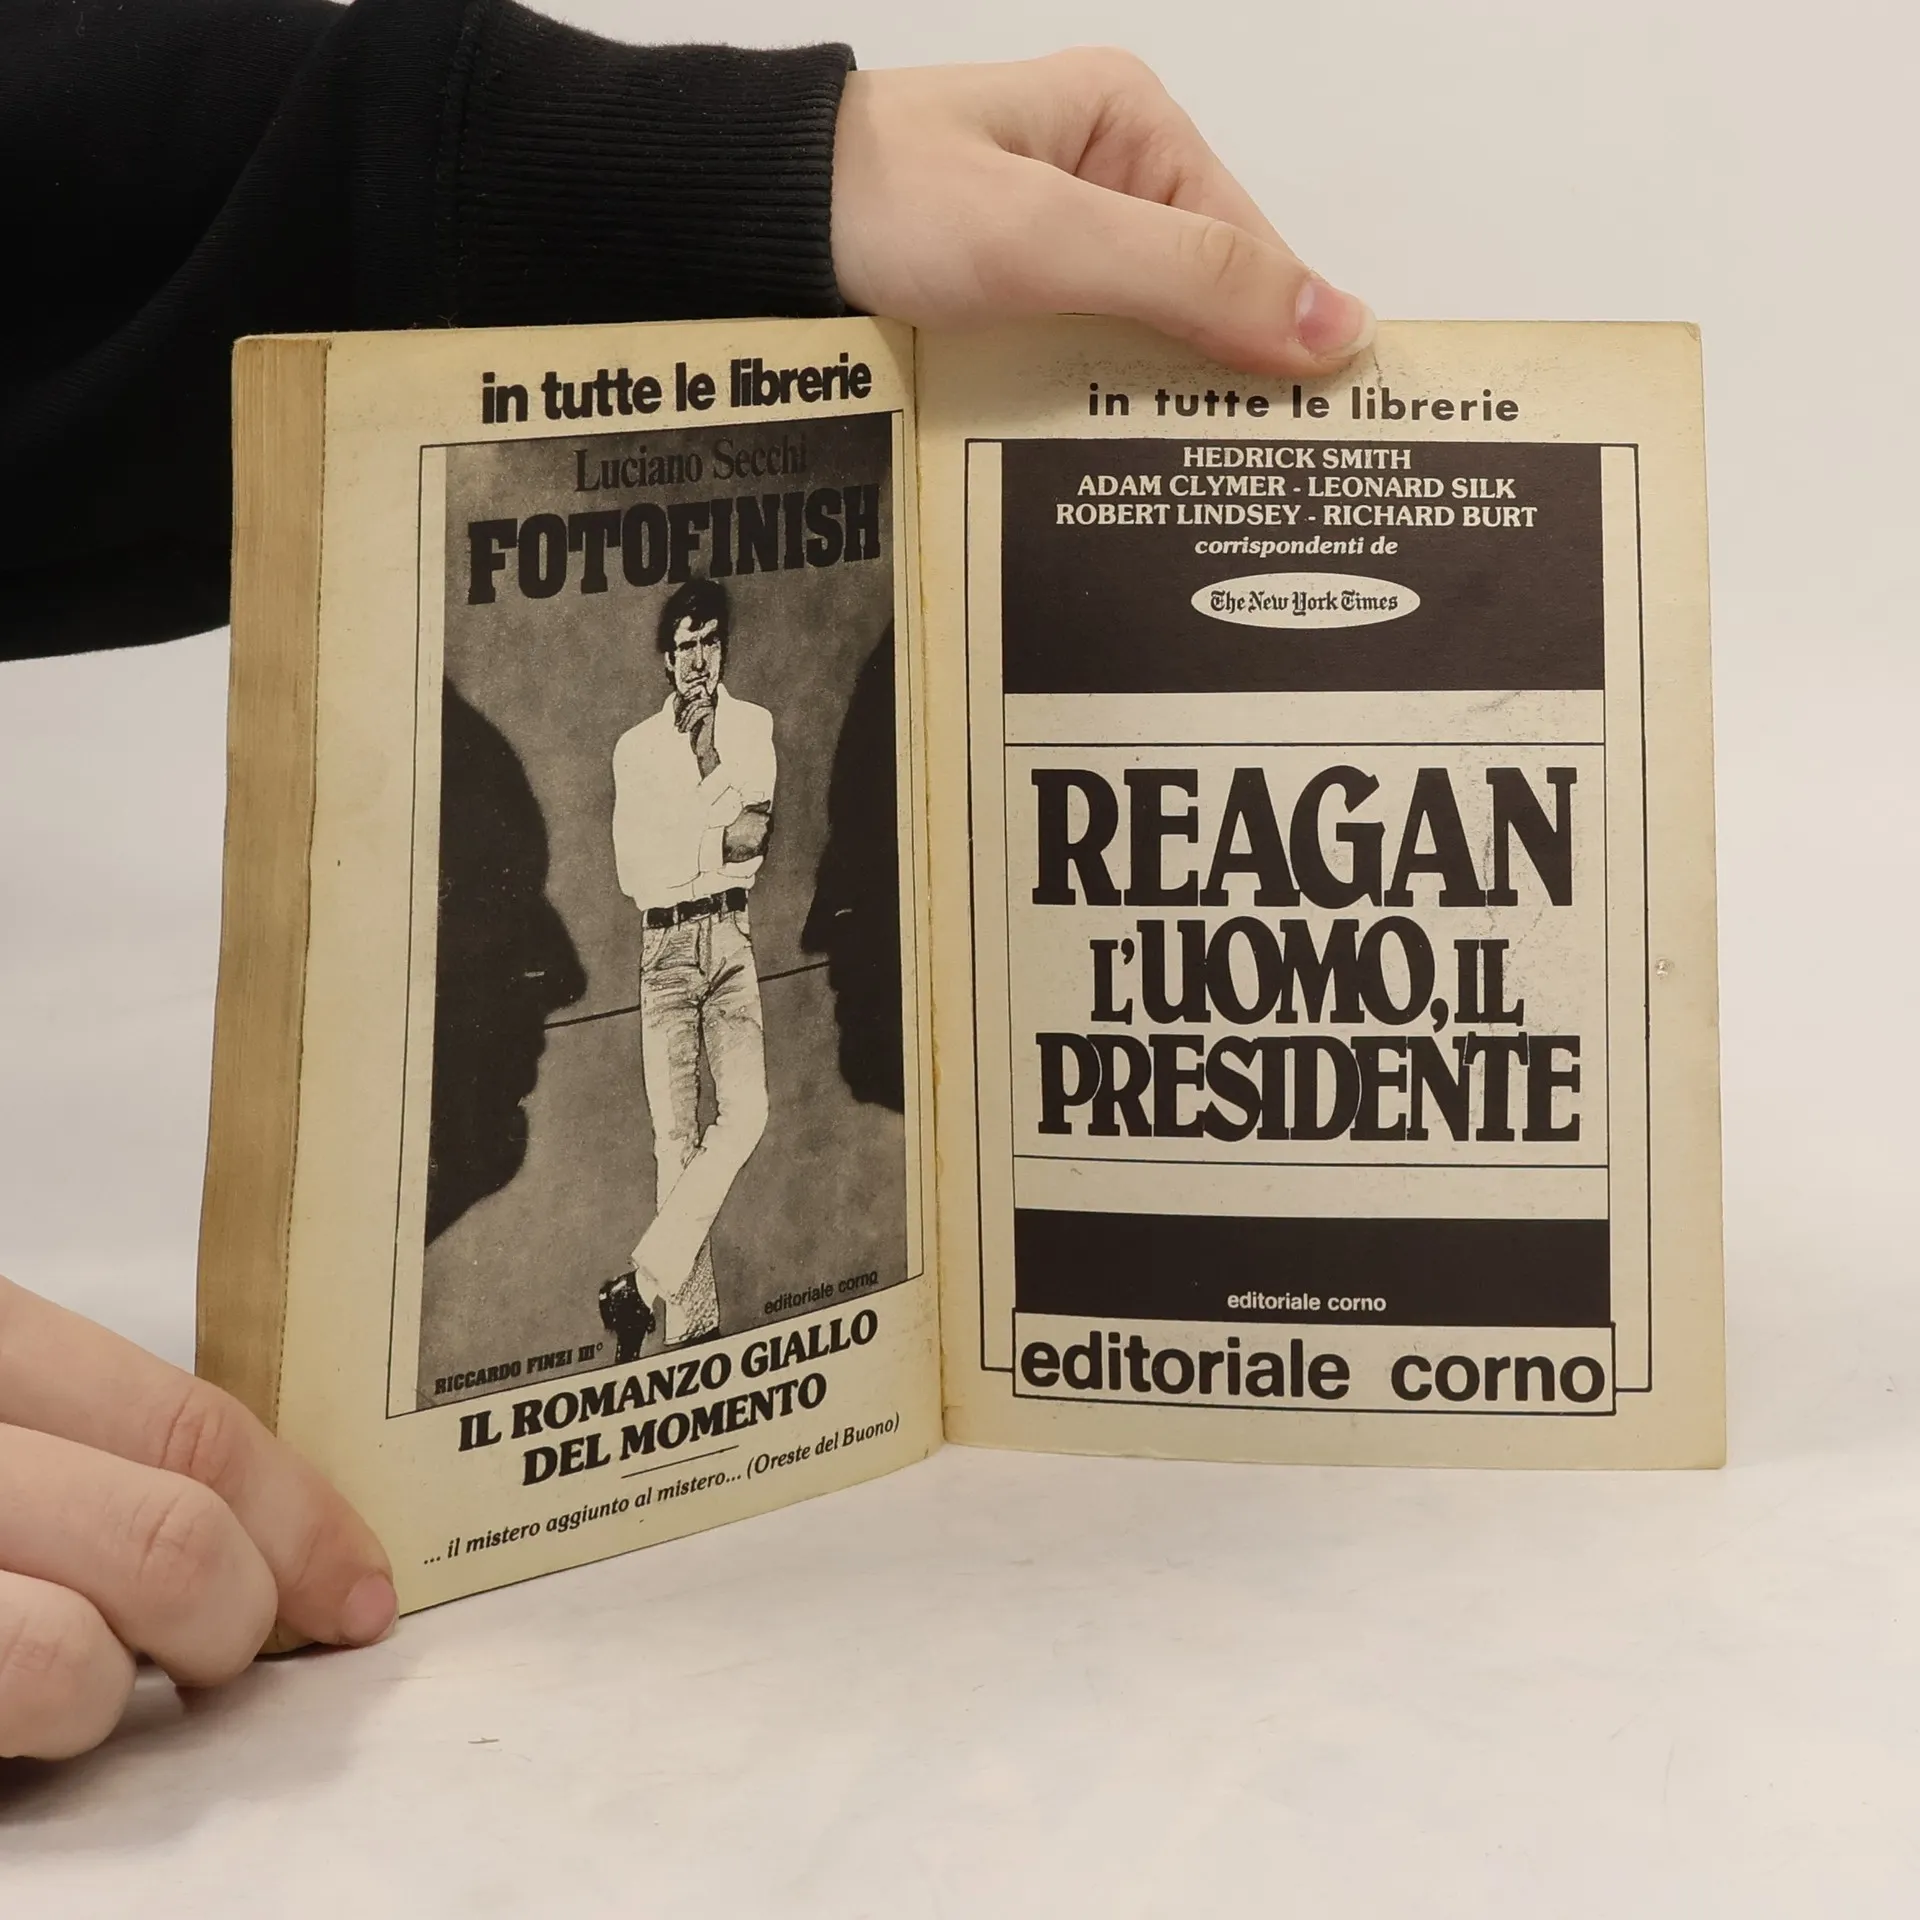 in tutte le librerie
Luciano Secchi
FOTOFINISH
editoriale corno
RICCARDO FINZI III°
IL ROMANZO GIALLO
DEL MOMENTO
... il mistero aggiunto al mistero... (Oreste del Buono)
in tutte le librerie
HEDRICK SMITH
ADAM CLYMER - LEONARD SILK
ROBERT LINDSEY - RICHARD BURT
corrispondenti de
The New York Times
REAGAN
L'UOMO, IL
PRESIDENTE
editoriale corno
editoriale corno